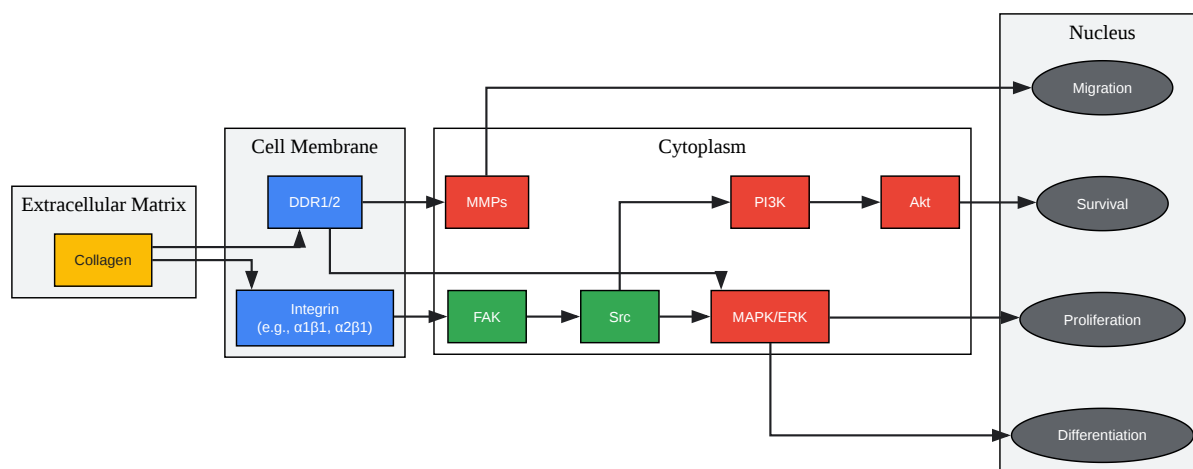 Nucleus
Migration
Cell Membrane
Cytoplasm
Extracellular Matrix
DDR1/2
MMPs
PI3K
Akt
Survival
Collagen
Integrin
(e.g., α1β1, α2β1)
FAK
Src
MAPK/ERK
Proliferation
Differentiation